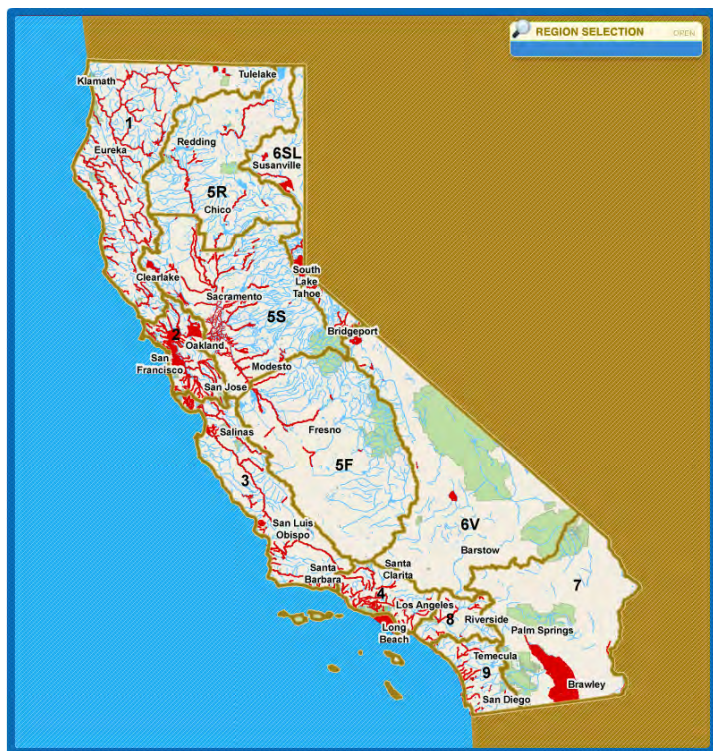 REGION SELECTION OPEN
Tulelake
Klamath
1
Redding
Eureka
6SL
Susanville
5R
Chico
Clearlake
South
Lake
Tahoe
Sacramento
5S
2
Bridgeport
Oakland
San
Francisco
Modesto
San Jose
Salinas
Fresno
5F
3
San Luis
Obispo
6V
Barstow
Santa
Clarita
Santa
Barbara
4
7
Los Angeles
8
Riverside
Long
Beach
Palm Springs
Temecula
9
Brawley
San Diego